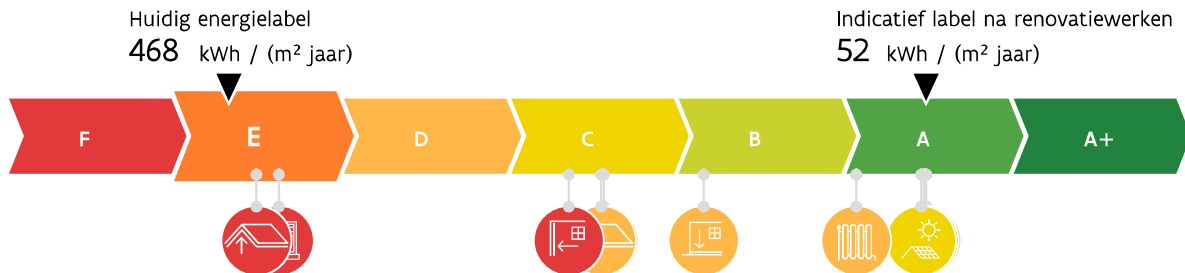 Huidig energielabel
468 kWh / (m² jaar)
Indicatief label na renovatiewerken
52 kWh / (m² jaar)
F E D C B A A+